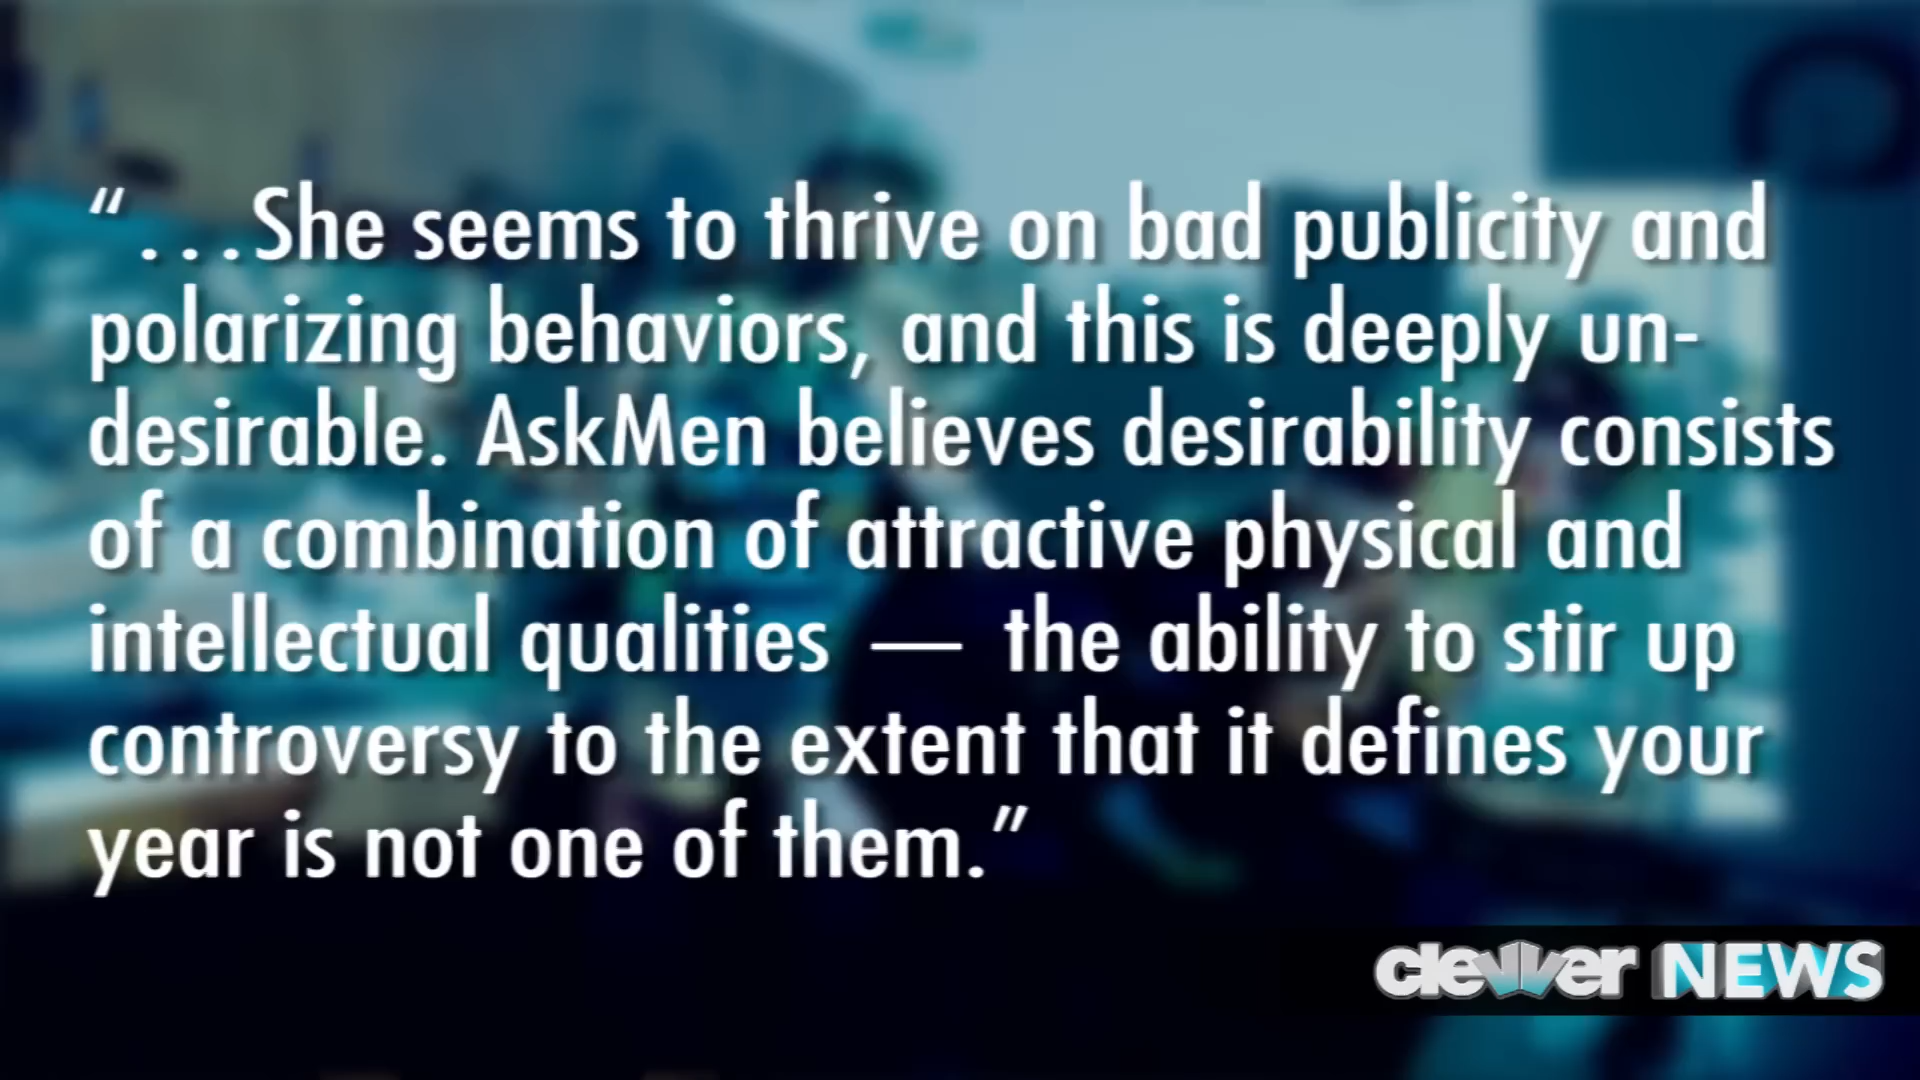 “...She seems to thrive on bad publicity and
polarizing behaviors, and this is deeply un-
desirable. AskMen believes desirability consists
of a combination of attractive physical and
intellectual qualities — the ability to stir up
controversy to the extent that it defines your
year is not one of them.”
clevver NEWS